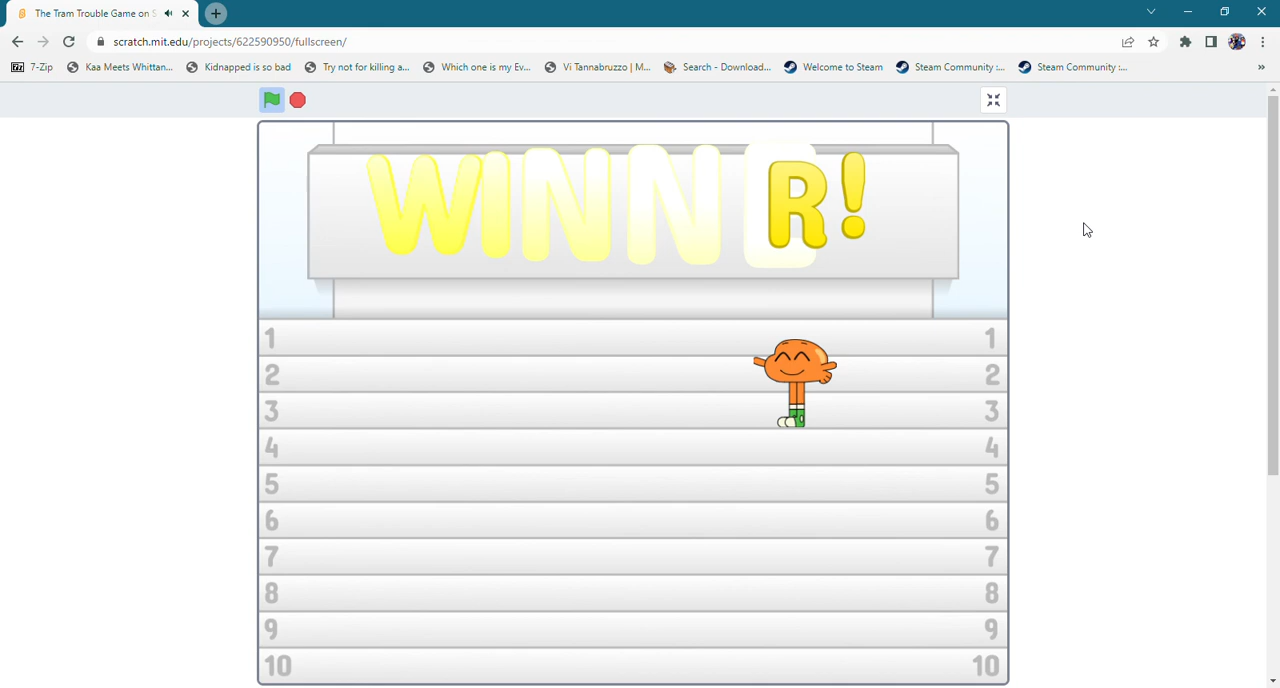 The Tram Trouble Game on S
scratch.mit.edu/projects/622590950/fullscreen/
7-Zip Kaa Meets Whittan... Kidnapped is so bad Try not for killing a... Which one is my Ev... Vi Tannabruzzo | M... Search - Download... Welcome to Steam Steam Community :... Steam Community :... »
WINNER!
1 1
2 2
3 3
4 4
5 5
6 6
7 7
8 8
9 9
10 10